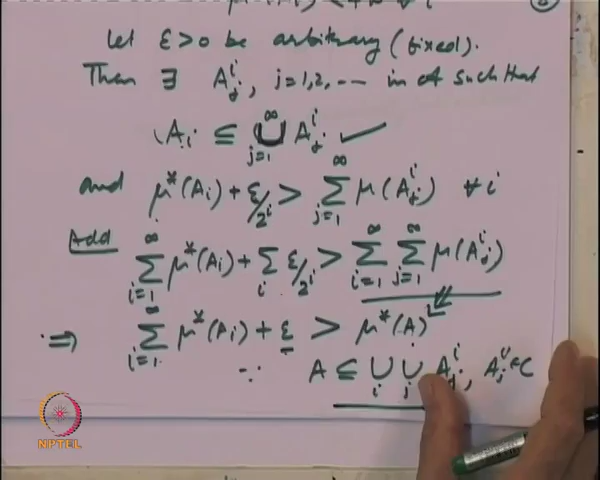 μ*(Ai) < +∞ ∀ i
Let ε>0 be arbitrary (fixed).
Then ∃ A_j^i, j=1,2,--- in A such that
A_i ⊆ ⋃_{j=1}^∞ A_j^i ✓
and μ*(A_i) + ε/2^i > ∑_{j=1}^∞ μ(A_j^i) ∀ i
Add ∑_{i=1}^∞ μ*(A_i) + ∑_i ε/2^i > ∑_{i=1}^∞ ∑_{j=1}^∞ μ(A_j^i)
⇒ ∑_{i=1}^∞ μ*(A_i) + ε > μ*(A)
∵ A ⊆ ⋃_i ⋃_j A_j^i, A_j^i ∈ C
NPTEL